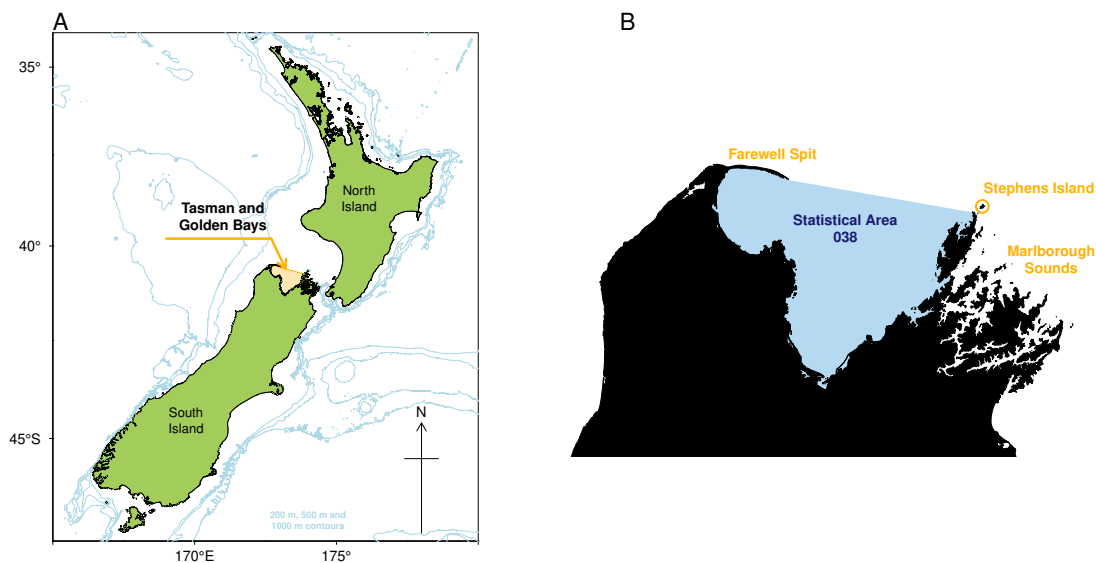 A
35°
40°
45°S
170°E
175°
North
Island
Tasman and
Golden Bays
South
Island
N
200 m, 500 m and
1000 m contours
B
Farewell Spit
Stephens Island
Statistical Area
038
Marlborough
Sounds